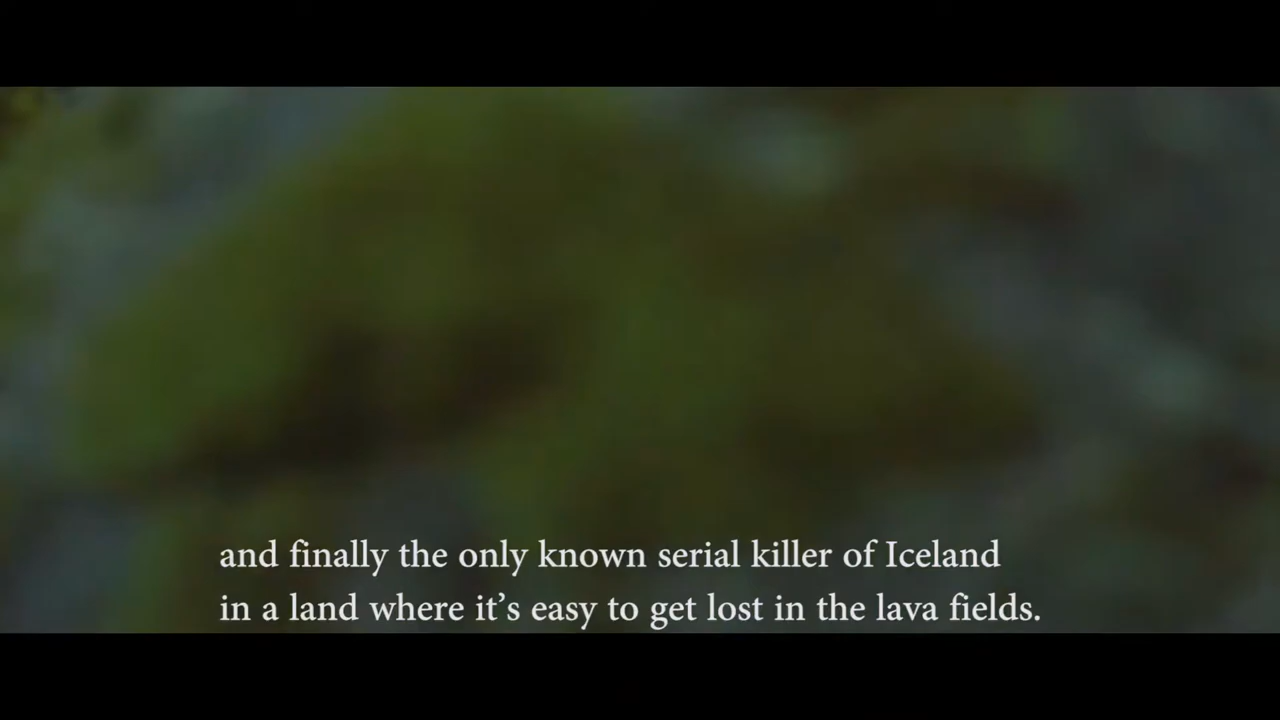 and finally the only known serial killer of Iceland
in a land where it’s easy to get lost in the lava fields.